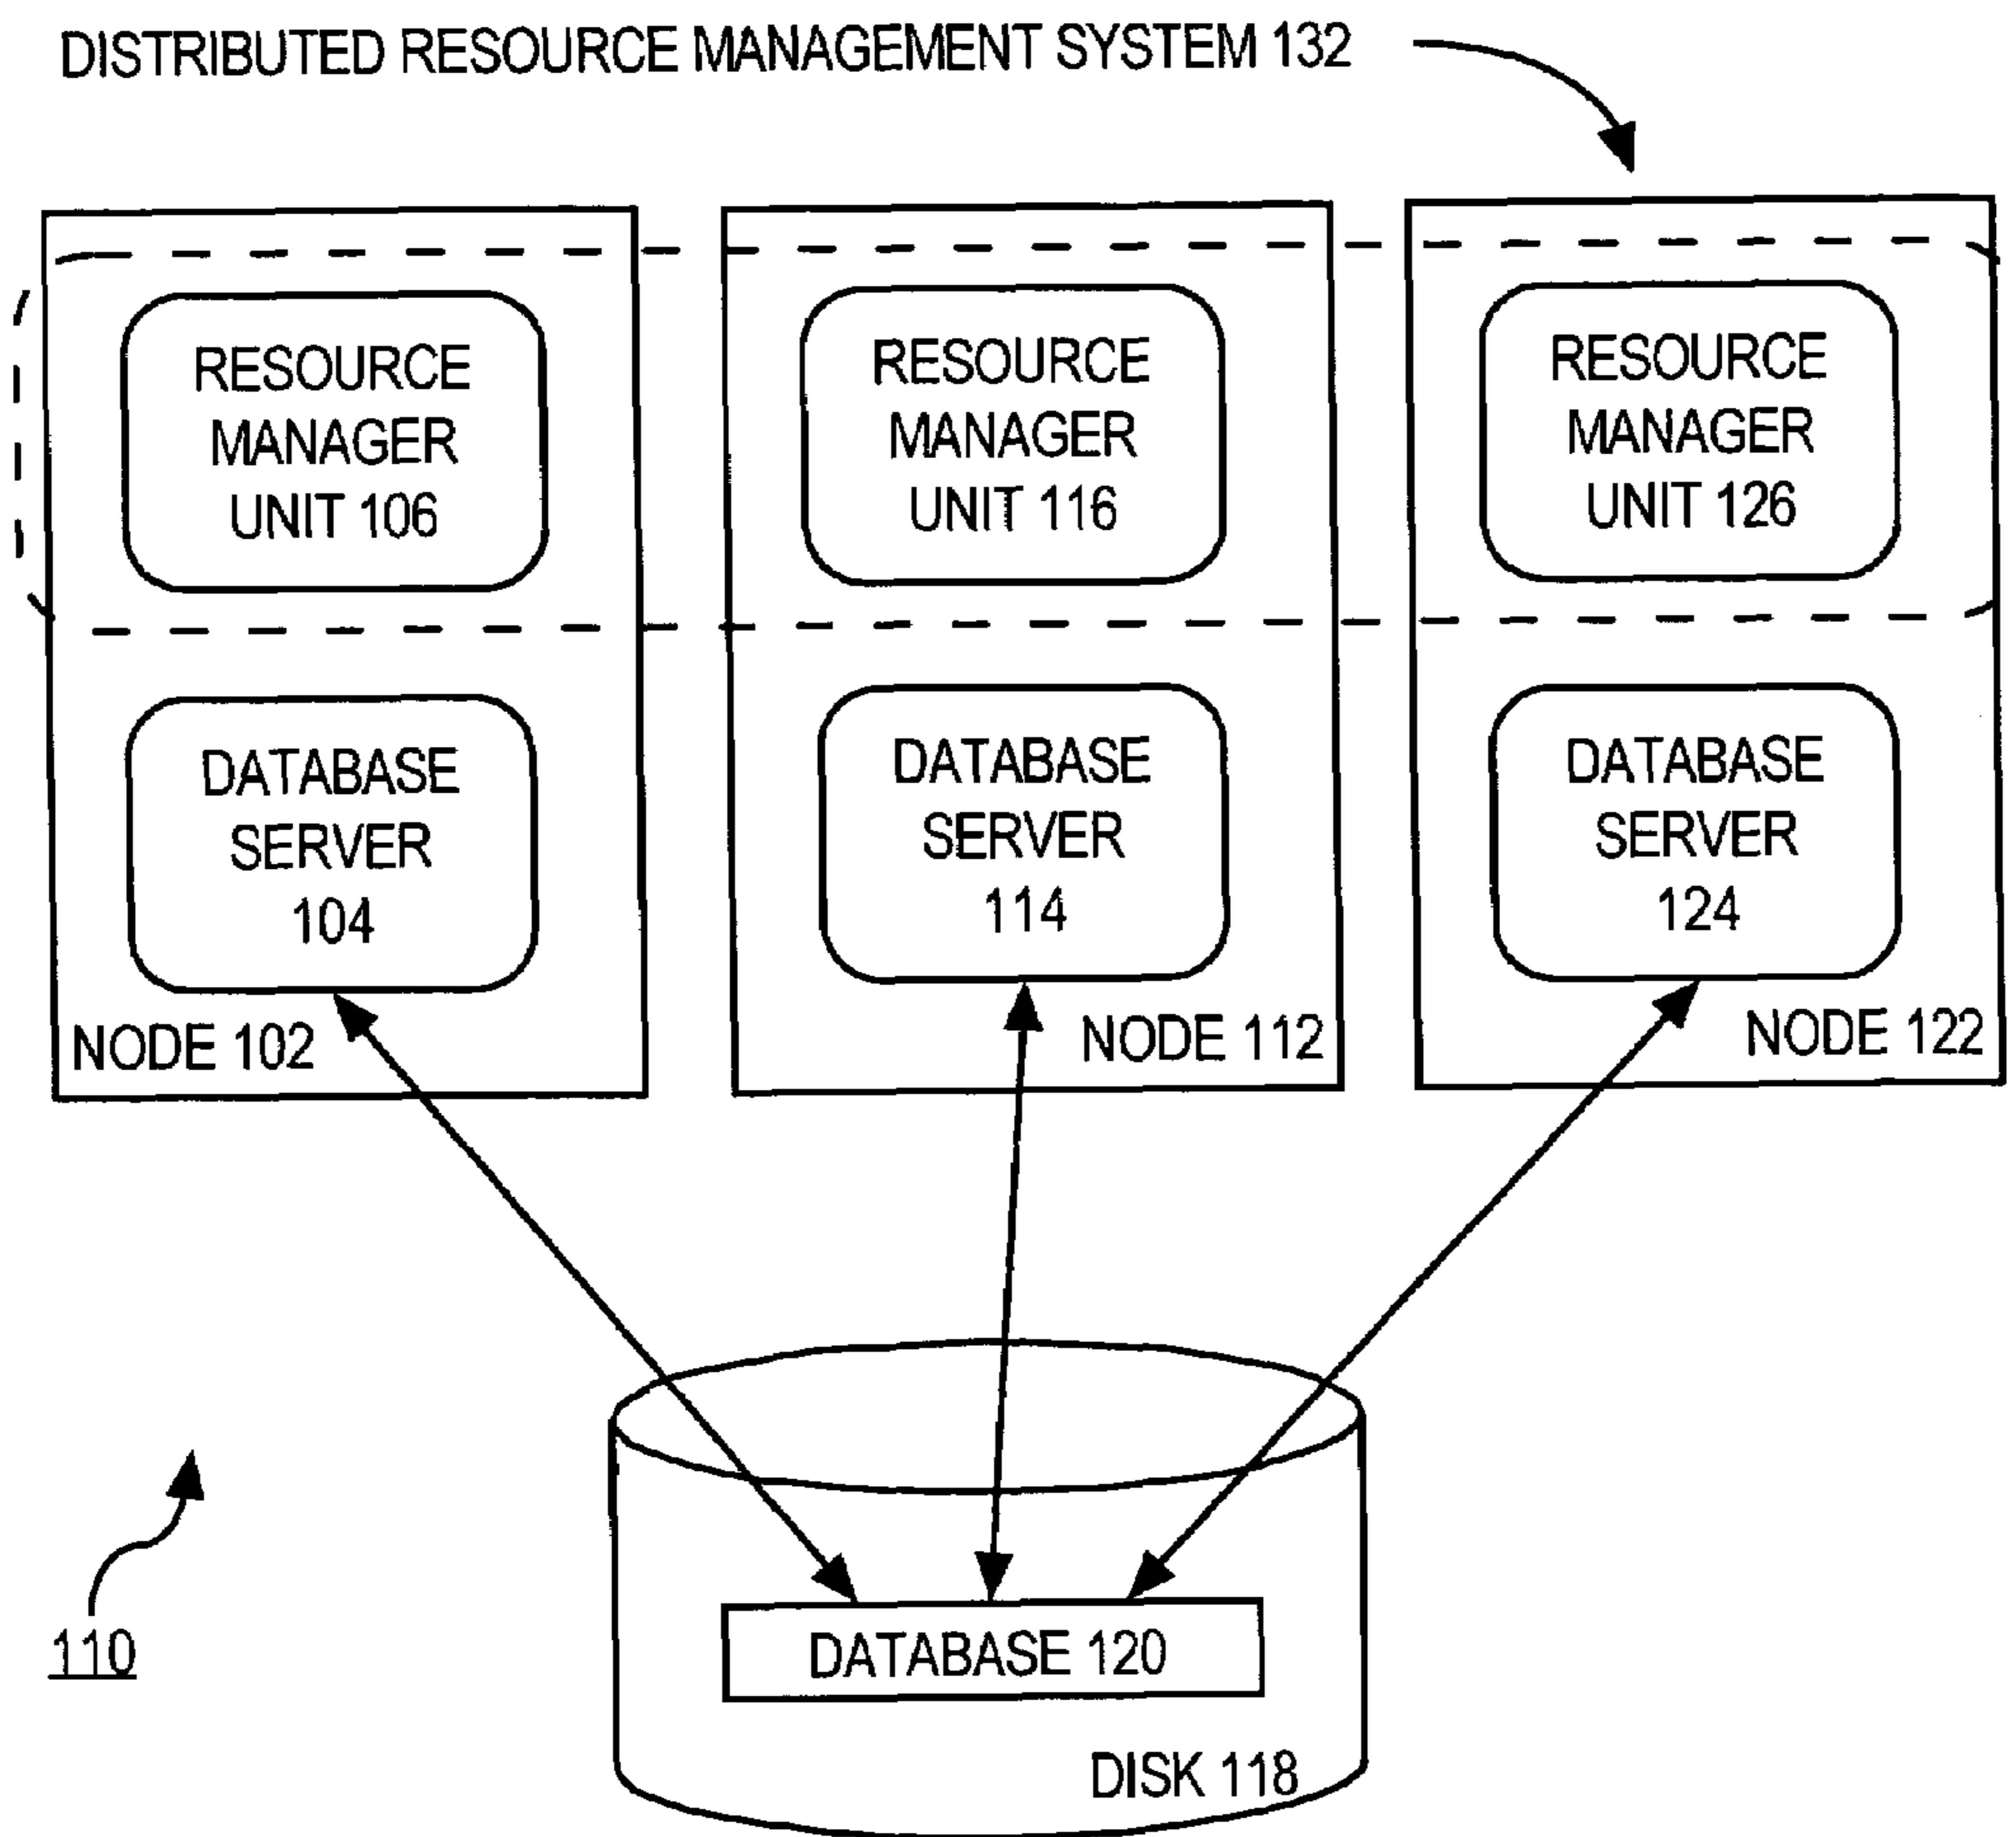 DISTRIBUTED RESOURCE MANAGEMENT SYSTEM 132
RESOURCE
MANAGER
UNIT 106
RESOURCE
MANAGER
UNIT 116
RESOURCE
MANAGER
UNIT 126
DATABASE
SERVER
104
DATABASE
SERVER
114
DATABASE
SERVER
124
NODE 102
NODE 112
NODE 122
110
DATABASE 120
DISK 118